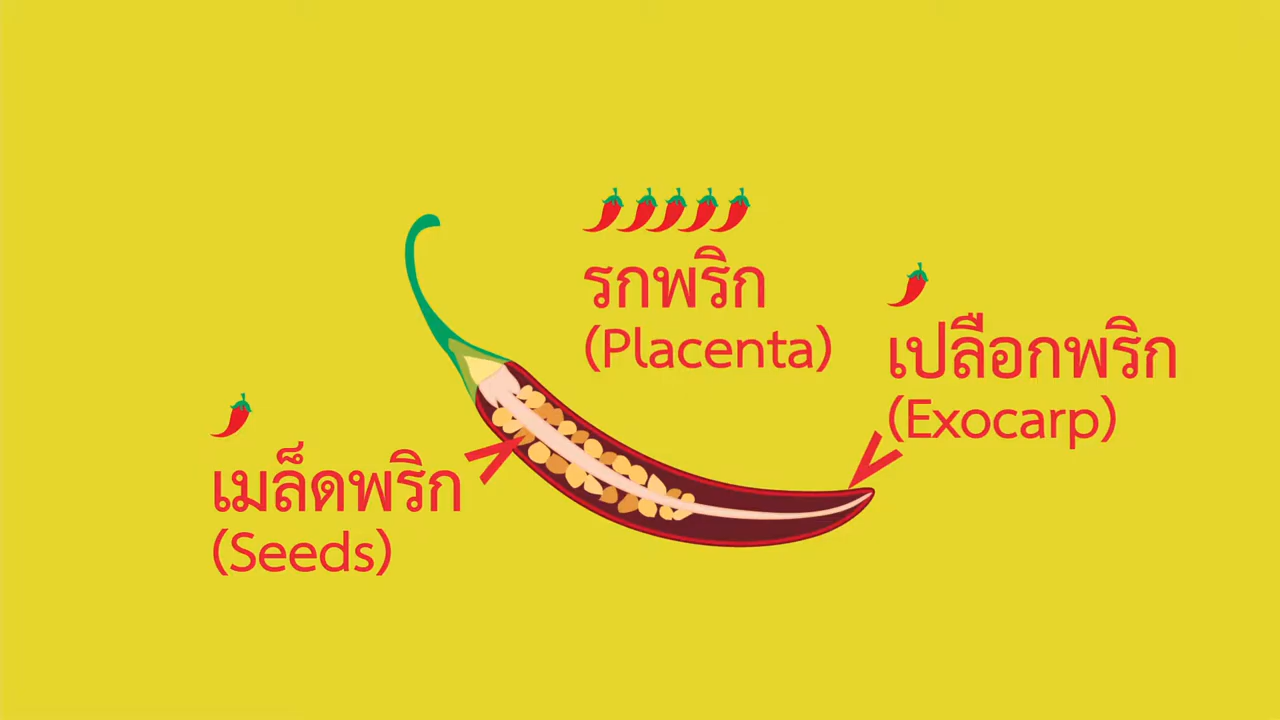 รกพริก
(Placenta)
เปลือกพริก
(Exocarp)
เมล็ดพริก
(Seeds)